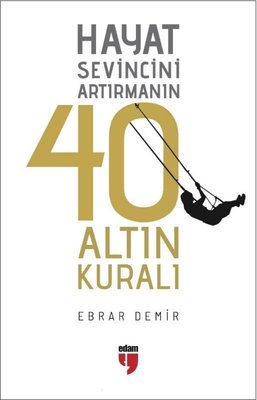 HAYAT
SEVİNCİNİ
ARTIRMANIN
40
ALTIN
KURALI
EBRAR DEMİR
edam